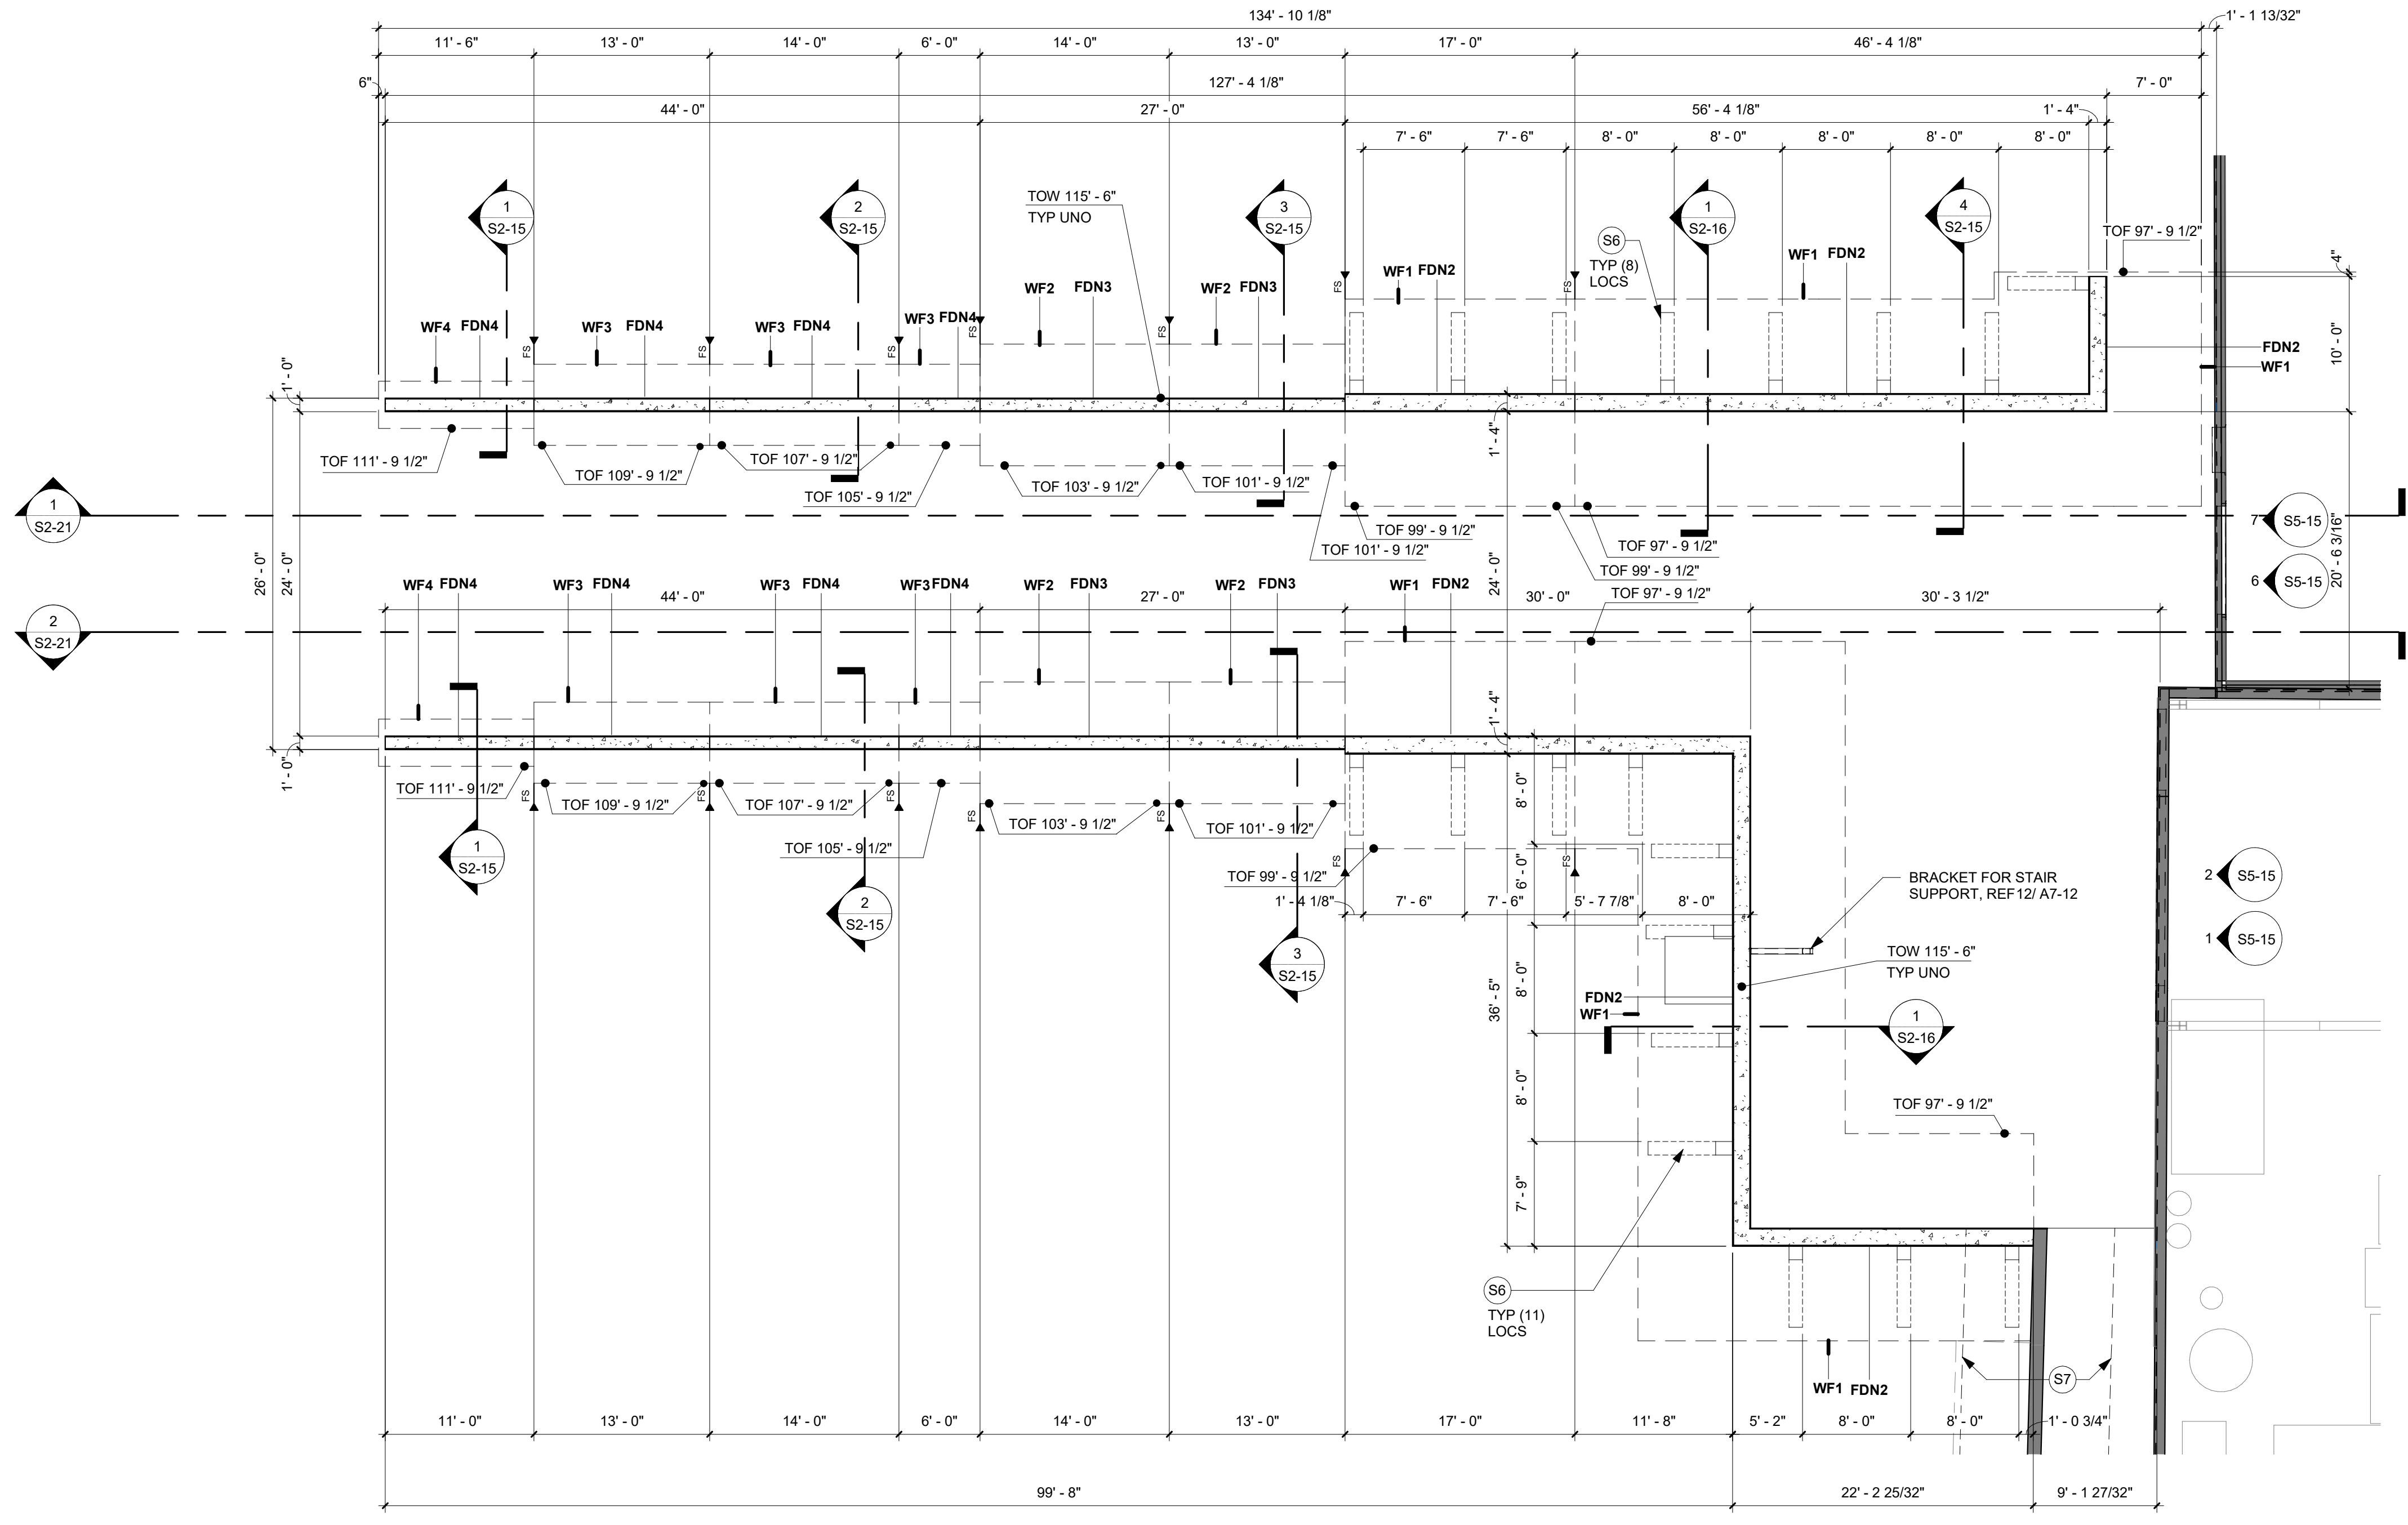 134' - 10 1/8"
1' - 1 13/32"
11' - 6"
13' - 0"
14' - 0"
6' - 0"
14' - 0"
13' - 0"
17' - 0"
46' - 4 1/8"
6"
127' - 4 1/8"
7' - 0"
44' - 0"
27' - 0"
56' - 4 1/8"
1' - 4"
7' - 6"
7' - 6"
8' - 0"
8' - 0"
8' - 0"
8' - 0"
8' - 0"
1
S2-15
2
S2-15
TOW 115' - 6"
TYP UNO
3
S2-15
1
S2-16
4
S2-15
S6
TYP (8)
LOCS
TOF 97' - 9 1/2"
4"
WF1
FDN2
WF1
FDN2
WF2
FDN3
WF2
FDN3
WF4
FDN4
WF3
FDN4
WF3
FDN4
WF3
FDN4
FS
FS
FS
FS
FS
FS
FDN2
WF1
10' - 0"
1' - 0"
1' - 4"
TOF 111' - 9 1/2"
TOF 109' - 9 1/2"
TOF 107' - 9 1/2"
TOF 105' - 9 1/2"
TOF 103' - 9 1/2"
TOF 101' - 9 1/2"
TOF 99' - 9 1/2"
TOF 101' - 9 1/2"
TOF 97' - 9 1/2"
TOF 99' - 9 1/2"
TOF 97' - 9 1/2"
1
S2-21
2
S2-21
26' - 0"
24' - 0"
24' - 0"
7
S5-15
6
S5-15
20' - 6 3/16"
WF4
FDN4
WF3
FDN4
WF3
FDN4
WF3
FDN4
WF2
FDN3
WF2
FDN3
WF1
FDN2
44' - 0"
27' - 0"
30' - 0"
30' - 3 1/2"
1' - 0"
1' - 4"
TOF 111' - 9 1/2"
TOF 109' - 9 1/2"
TOF 107' - 9 1/2"
TOF 105' - 9 1/2"
TOF 103' - 9 1/2"
TOF 101' - 9 1/2"
TOF 99' - 9 1/2"
FS
FS
FS
FS
FS
FS
FS
1
S2-15
2
S2-15
3
S2-15
1' - 4 1/8"
7' - 6"
7' - 6"
5' - 7 7/8"
8' - 0"
8' - 0"
6' - 0"
8' - 0"
8' - 0"
7' - 9"
36' - 5"
BRACKET FOR STAIR
SUPPORT, REF12/ A7-12
TOW 115' - 6"
TYP UNO
2
S5-15
1
S5-15
FDN2
WF1
1
S2-16
TOF 97' - 9 1/2"
S6
TYP (11)
LOCS
WF1
FDN2
S7
11' - 0"
13' - 0"
14' - 0"
6' - 0"
14' - 0"
13' - 0"
17' - 0"
11' - 8"
5' - 2"
8' - 0"
8' - 0"
1' - 0 3/4"
99' - 8"
22' - 2 25/32"
9' - 1 27/32"